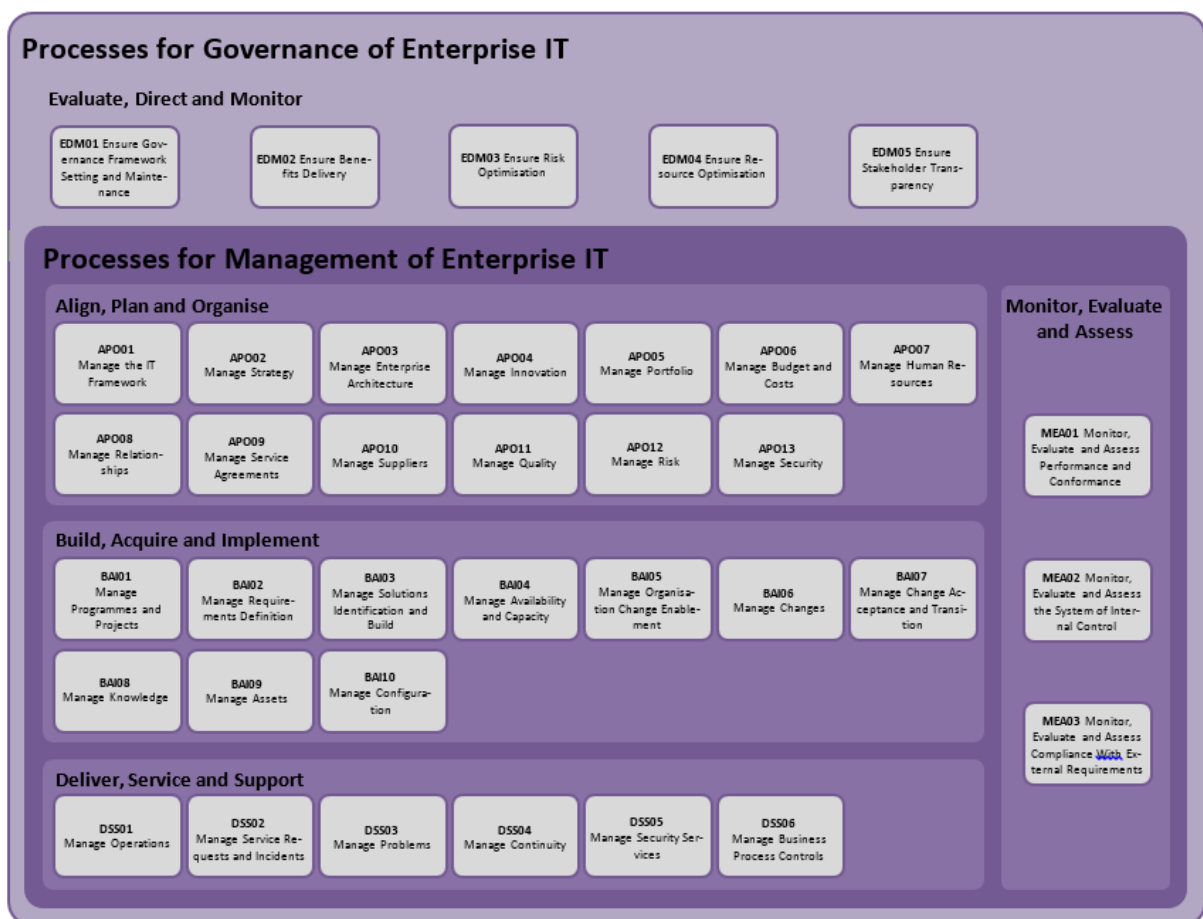 Processes for Governance of Enterprise IT
Evaluate, Direct and Monitor
EDM01 Ensure Gov-
ernance Framework
Setting and Mainte-
nance
EDM02 Ensure Bene-
fits Delivery
EDM03 Ensure Risk
Optimisation
EDM04 Ensure Re-
source Optimisation
EDM05 Ensure
Stakeholder Trans-
parency
Processes for Management of Enterprise IT
Align, Plan and Organise
APO01
Manage the IT
Framework
APO02
Manage Strategy
APO03
Manage Enterprise
Architecture
APO04
Manage Innovation
APO05
Manage Portfolio
APO06
Manage Budget and
Costs
APO07
Manage Human Re-
sources
APO08
Manage Relation-
ships
APO09
Manage Service
Agreements
APO10
Manage Suppliers
APO11
Manage Quality
APO12
Manage Risk
APO13
Manage Security
Build, Acquire and Implement
BAI01
Manage
Programmes and
Projects
BAI02
Manage Require-
ments Definition
BAI03
Manage Solutions
Identification and
Build
BAI04
Manage Availability
and Capacity
BAI05
Manage Organisa-
tion Change Enable-
ment
BAI06
Manage Changes
BAI07
Manage Change Ac-
ceptance and Transi-
tion
BAI08
Manage Knowledge
BAI09
Manage Assets
BAI10
Manage Configura-
tion
Deliver, Service and Support
DSS01
Manage Operations
DSS02
Manage Service Re-
quests and Incidents
DSS03
Manage Problems
DSS04
Manage Continuity
DSS05
Manage Security Ser-
vices
DSS06
Manage Business
Process Controls
Monitor, Evaluate
and Assess
MEA01 Monitor,
Evaluate and Assess
Performance and
Conformance
MEA02 Monitor,
Evaluate and Assess
the System of Inter-
nal Control
MEA03 Monitor,
Evaluate and Assess
Compliance With Ex-
ternal Requirements